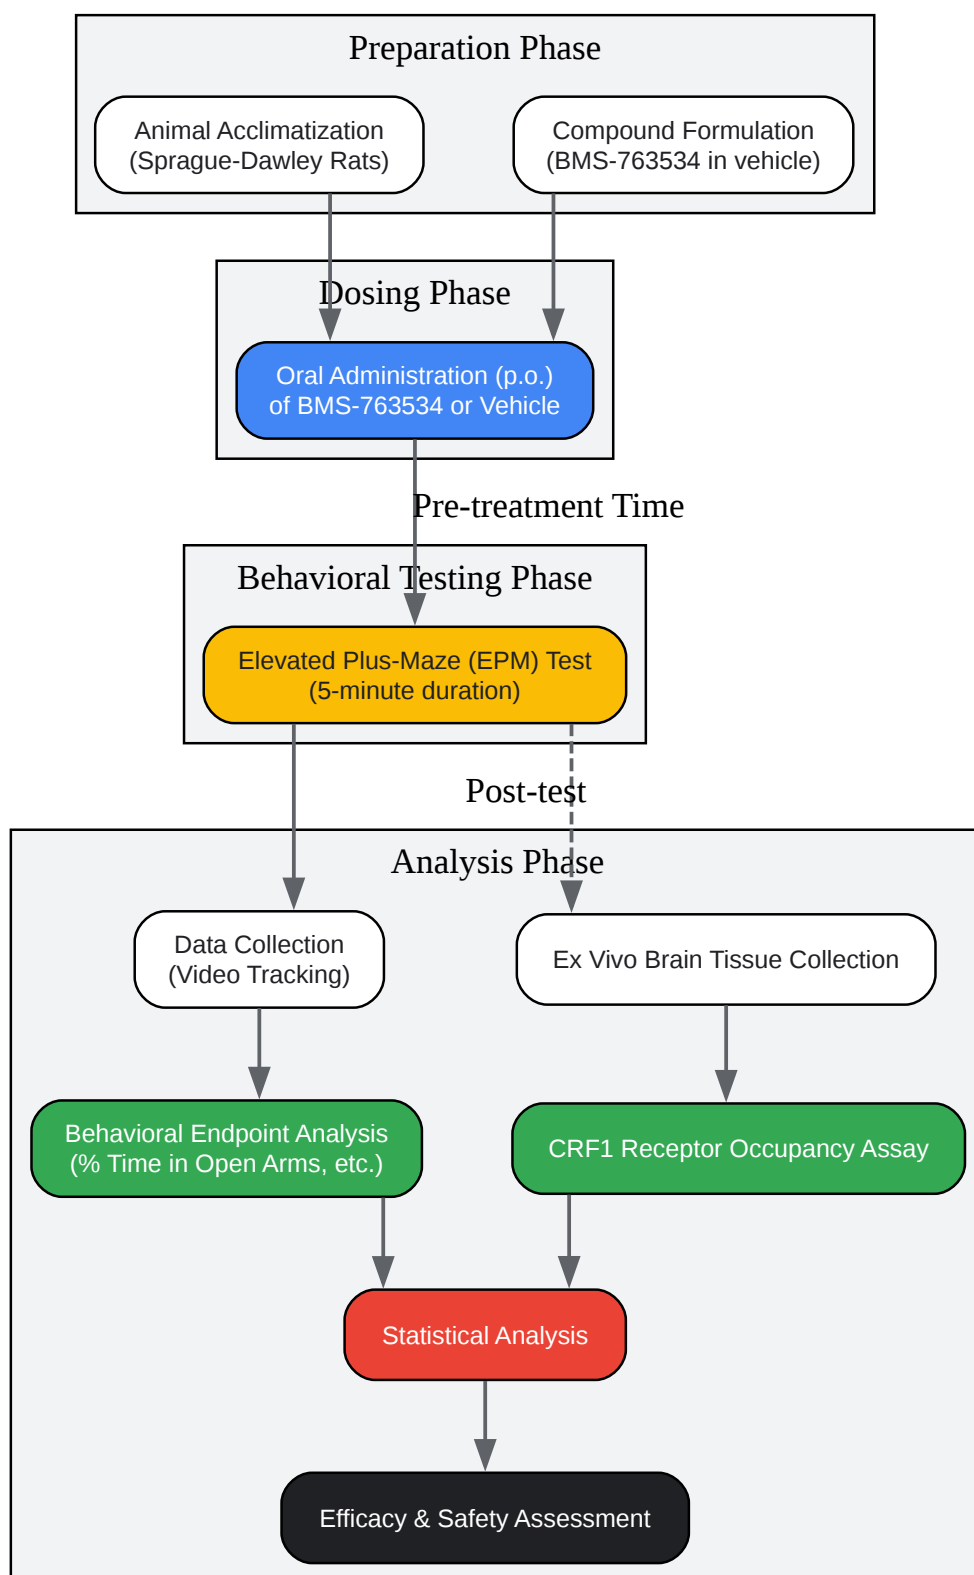 Preparation Phase
Animal Acclimatization
(Sprague-Dawley Rats)
Compound Formulation
(BMS-763534 in vehicle)
Dosing Phase
Oral Administration (p.o.)
of BMS-763534 or Vehicle
Pre-treatment Time
Behavioral Testing Phase
Elevated Plus-Maze (EPM) Test
(5-minute duration)
Post-test
Analysis Phase
Data Collection
(Video Tracking)
Ex Vivo Brain Tissue Collection
Behavioral Endpoint Analysis
(% Time in Open Arms, etc.)
CRF1 Receptor Occupancy Assay
Statistical Analysis
Efficacy & Safety Assessment